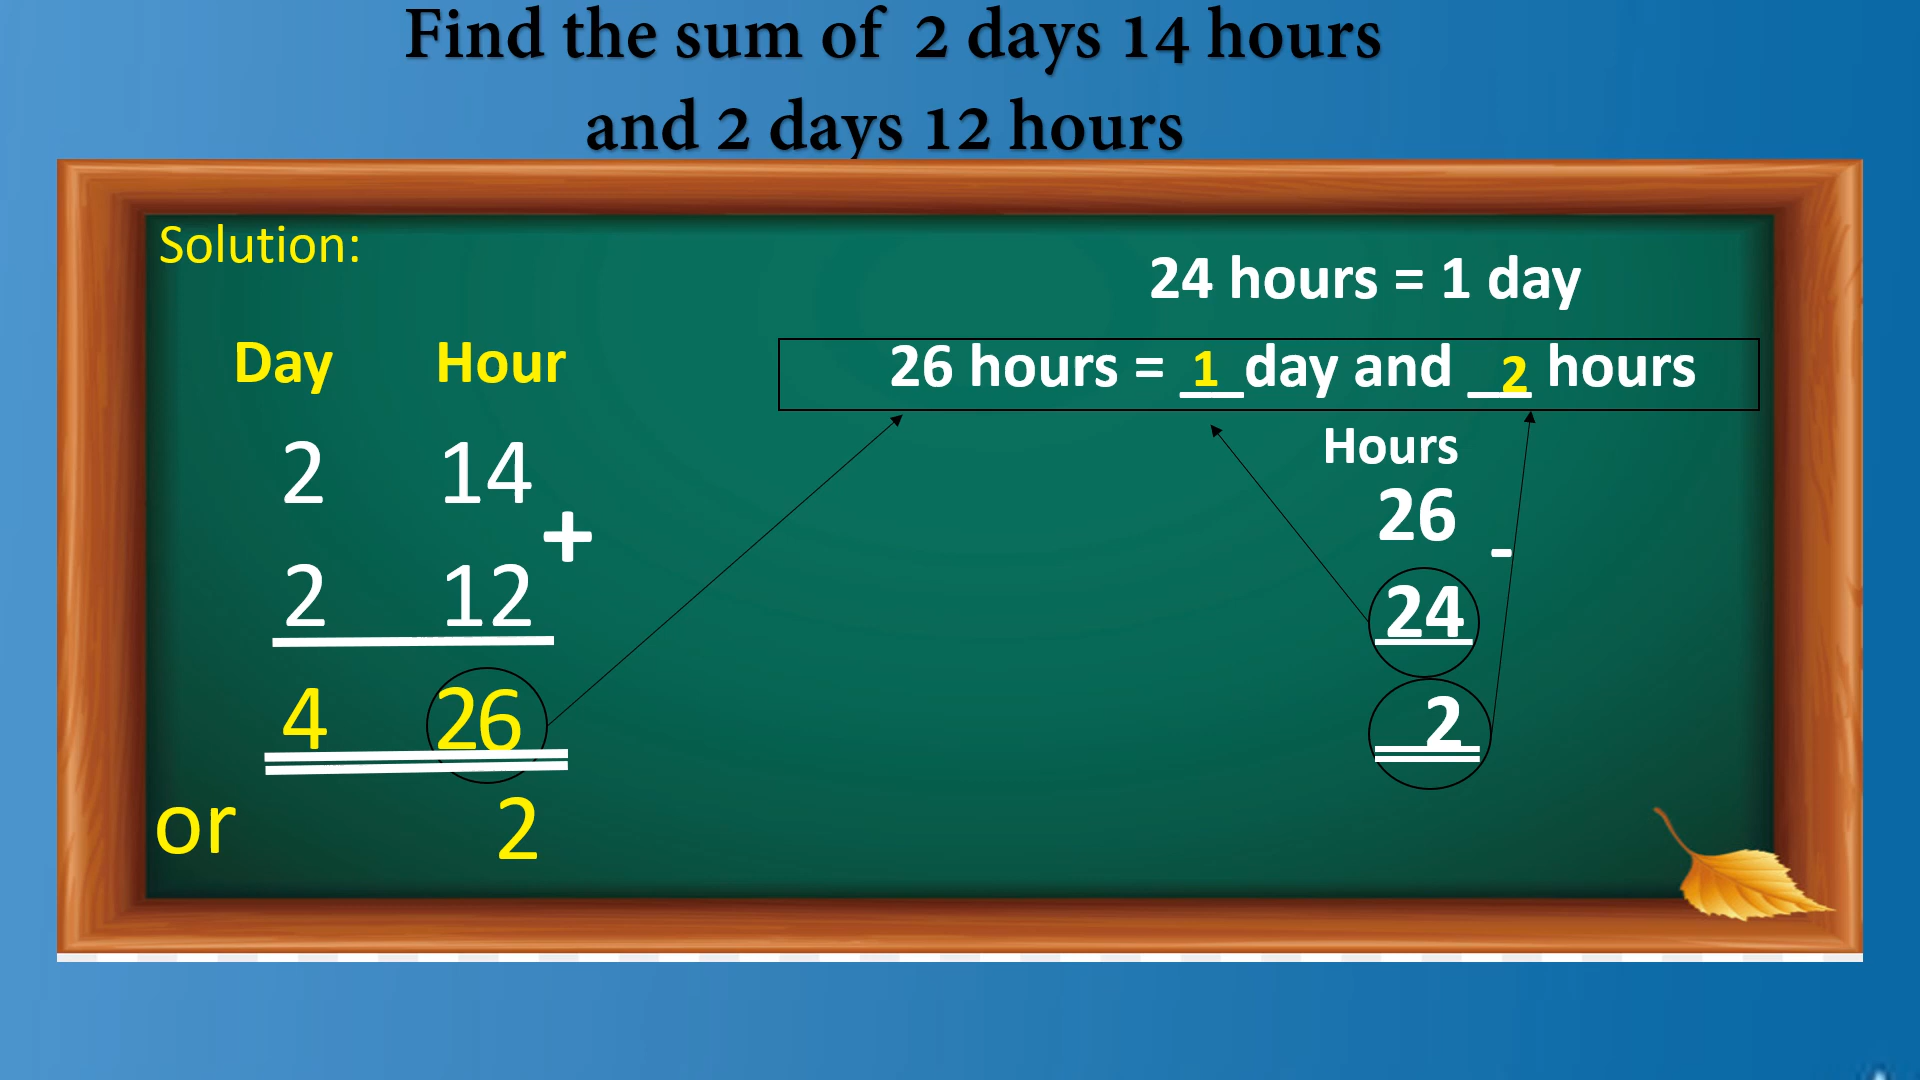 Find the sum of 2 days 14 hours
and 2 days 12 hours
Solution:
24 hours = 1 day
26 hours = 1 day and 2 hours
Day Hour
2 14
+
2 12
4 26
or 2
Hours
26
-
24
2